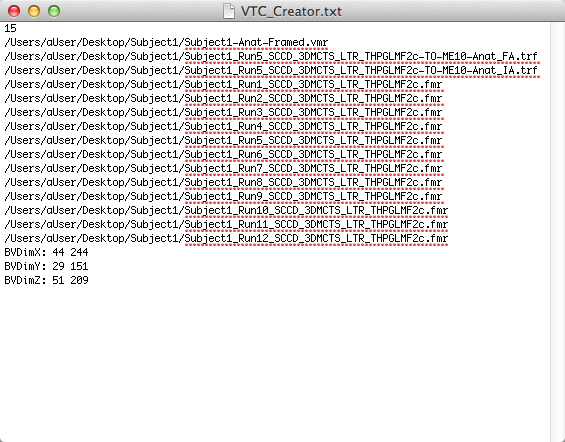 VTC_Creator.txt
15
/Users/aUser/Desktop/Subject1/Subject1-Anat-Framed.vmr
/Users/aUser/Desktop/Subject1/Subject1_Run5_SCCD_3DMCTS_LTR_THPGLMF2c-TO-ME10-Anat_FA.trf
/Users/aUser/Desktop/Subject1/Subject1_Run5_SCCD_3DMCTS_LTR_THPGLMF2c-TO-ME10-Anat_IA.trf
/Users/aUser/Desktop/Subject1/Subject1_Run1_SCCD_3DMCTS_LTR_THPGLMF2c.fmr
/Users/aUser/Desktop/Subject1/Subject1_Run2_SCCD_3DMCTS_LTR_THPGLMF2c.fmr
/Users/aUser/Desktop/Subject1/Subject1_Run3_SCCD_3DMCTS_LTR_THPGLMF2c.fmr
/Users/aUser/Desktop/Subject1/Subject1_Run4_SCCD_3DMCTS_LTR_THPGLMF2c.fmr
/Users/aUser/Desktop/Subject1/Subject1_Run5_SCCD_3DMCTS_LTR_THPGLMF2c.fmr
/Users/aUser/Desktop/Subject1/Subject1_Run6_SCCD_3DMCTS_LTR_THPGLMF2c.fmr
/Users/aUser/Desktop/Subject1/Subject1_Run7_SCCD_3DMCTS_LTR_THPGLMF2c.fmr
/Users/aUser/Desktop/Subject1/Subject1_Run8_SCCD_3DMCTS_LTR_THPGLMF2c.fmr
/Users/aUser/Desktop/Subject1/Subject1_Run9_SCCD_3DMCTS_LTR_THPGLMF2c.fmr
/Users/aUser/Desktop/Subject1/Subject1_Run10_SCCD_3DMCTS_LTR_THPGLMF2c.fmr
/Users/aUser/Desktop/Subject1/Subject1_Run11_SCCD_3DMCTS_LTR_THPGLMF2c.fmr
/Users/aUser/Desktop/Subject1/Subject1_Run12_SCCD_3DMCTS_LTR_THPGLMF2c.fmr
BVDimX: 44 244
BVDimY: 29 151
BVDimZ: 51 209